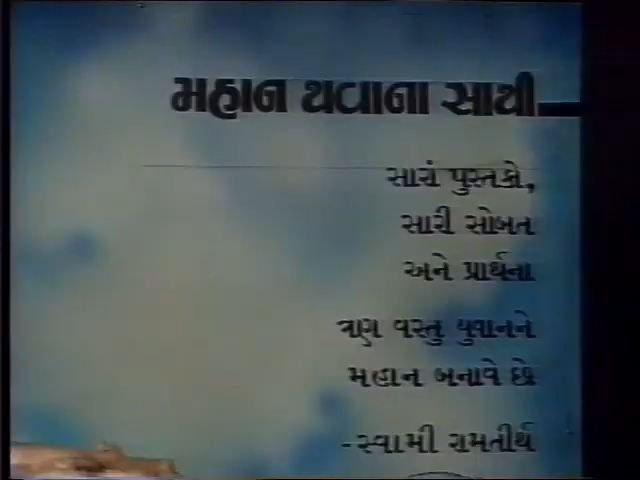 મહાન થવાના સાથી
સારાં પુસ્તકો,
સારી સોબત
અને પ્રાર્થના
ત્રણ વસ્તુ યુવાનને
મહાન બનાવે છે
-સ્વામી રામતીર્થ